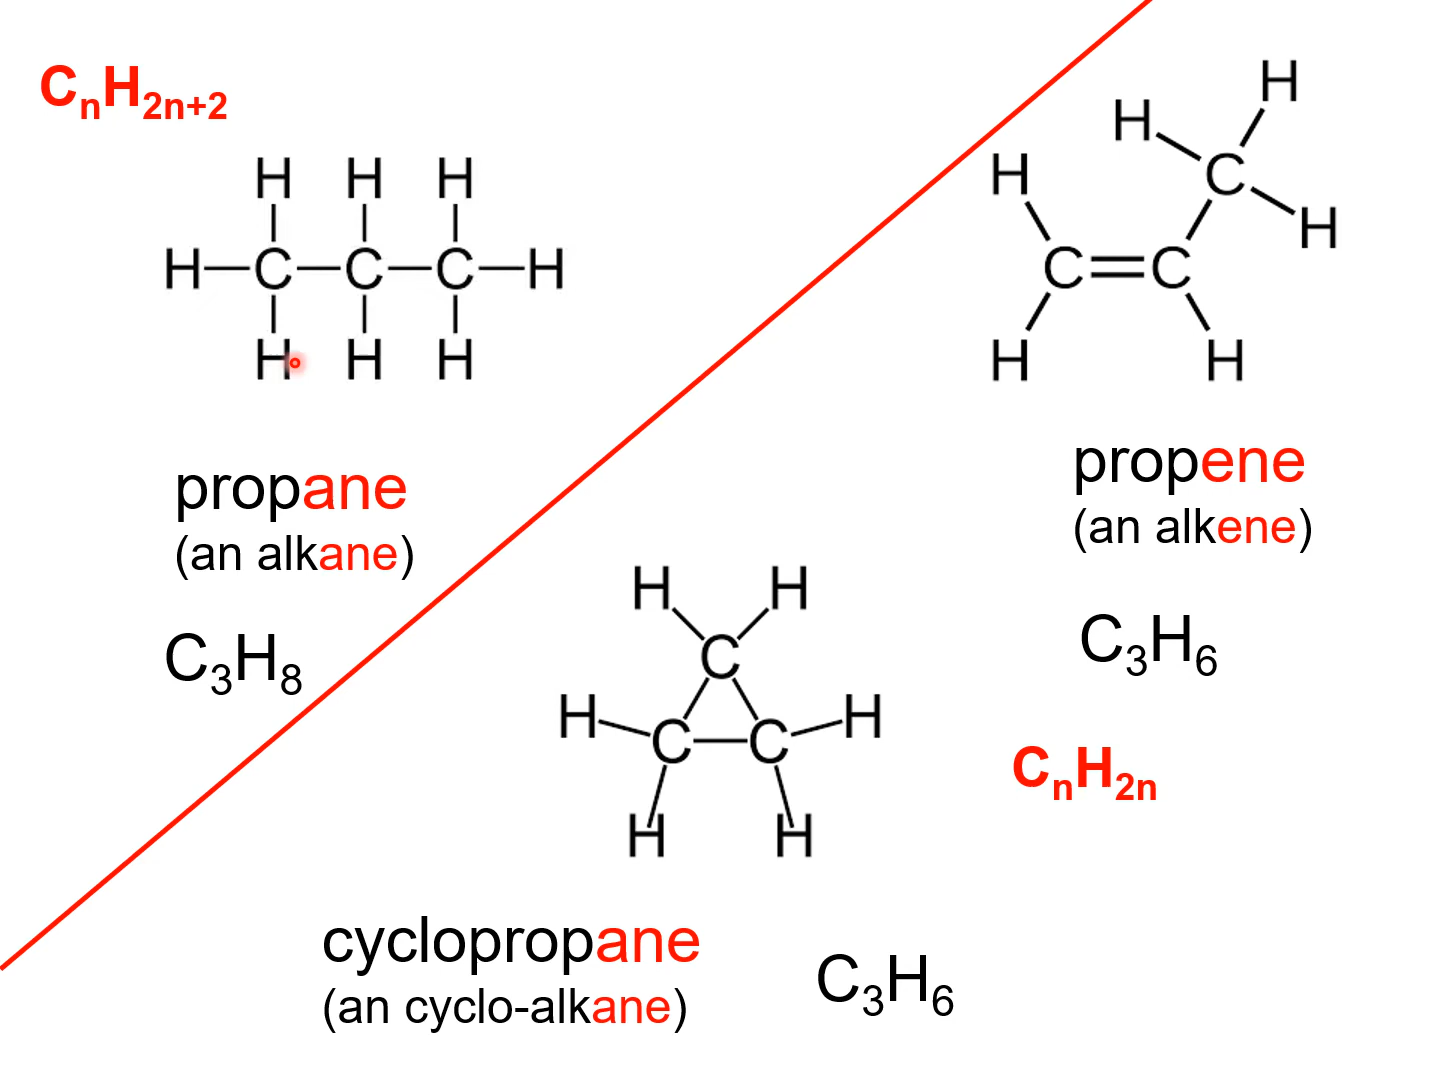 CₙH₂ₙ₊₂
H H H
H C C C H
H H H
propane
(an alkane)
C₃H₈
H
H
H C
H
C C
H H
propene
(an alkene)
C₃H₆
CₙH₂ₙ
H H
C
H C C H
H H
cyclopropane
(an cyclo-alkane)
C₃H₆